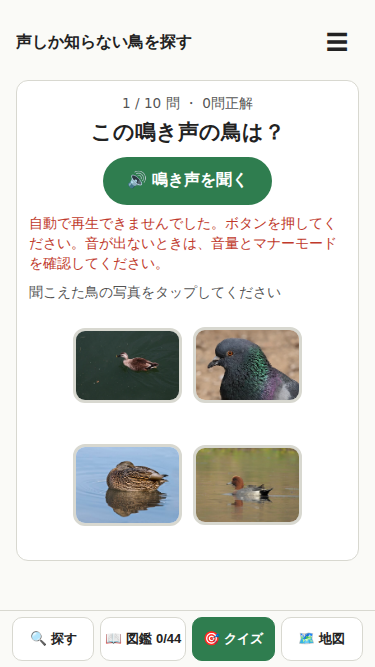 声しか知らない鳥を探す
1 / 10 問 ・ 0問正解
この鳴き声の鳥は？
鳴き声を聞く
自動で再生できませんでした。ボタンを押してく
ださい。音が出ないときは、音量とマナーモード
を確認してください。
聞こえた鳥の写真をタップしてください
探す
図鑑 0/44
クイズ
地図